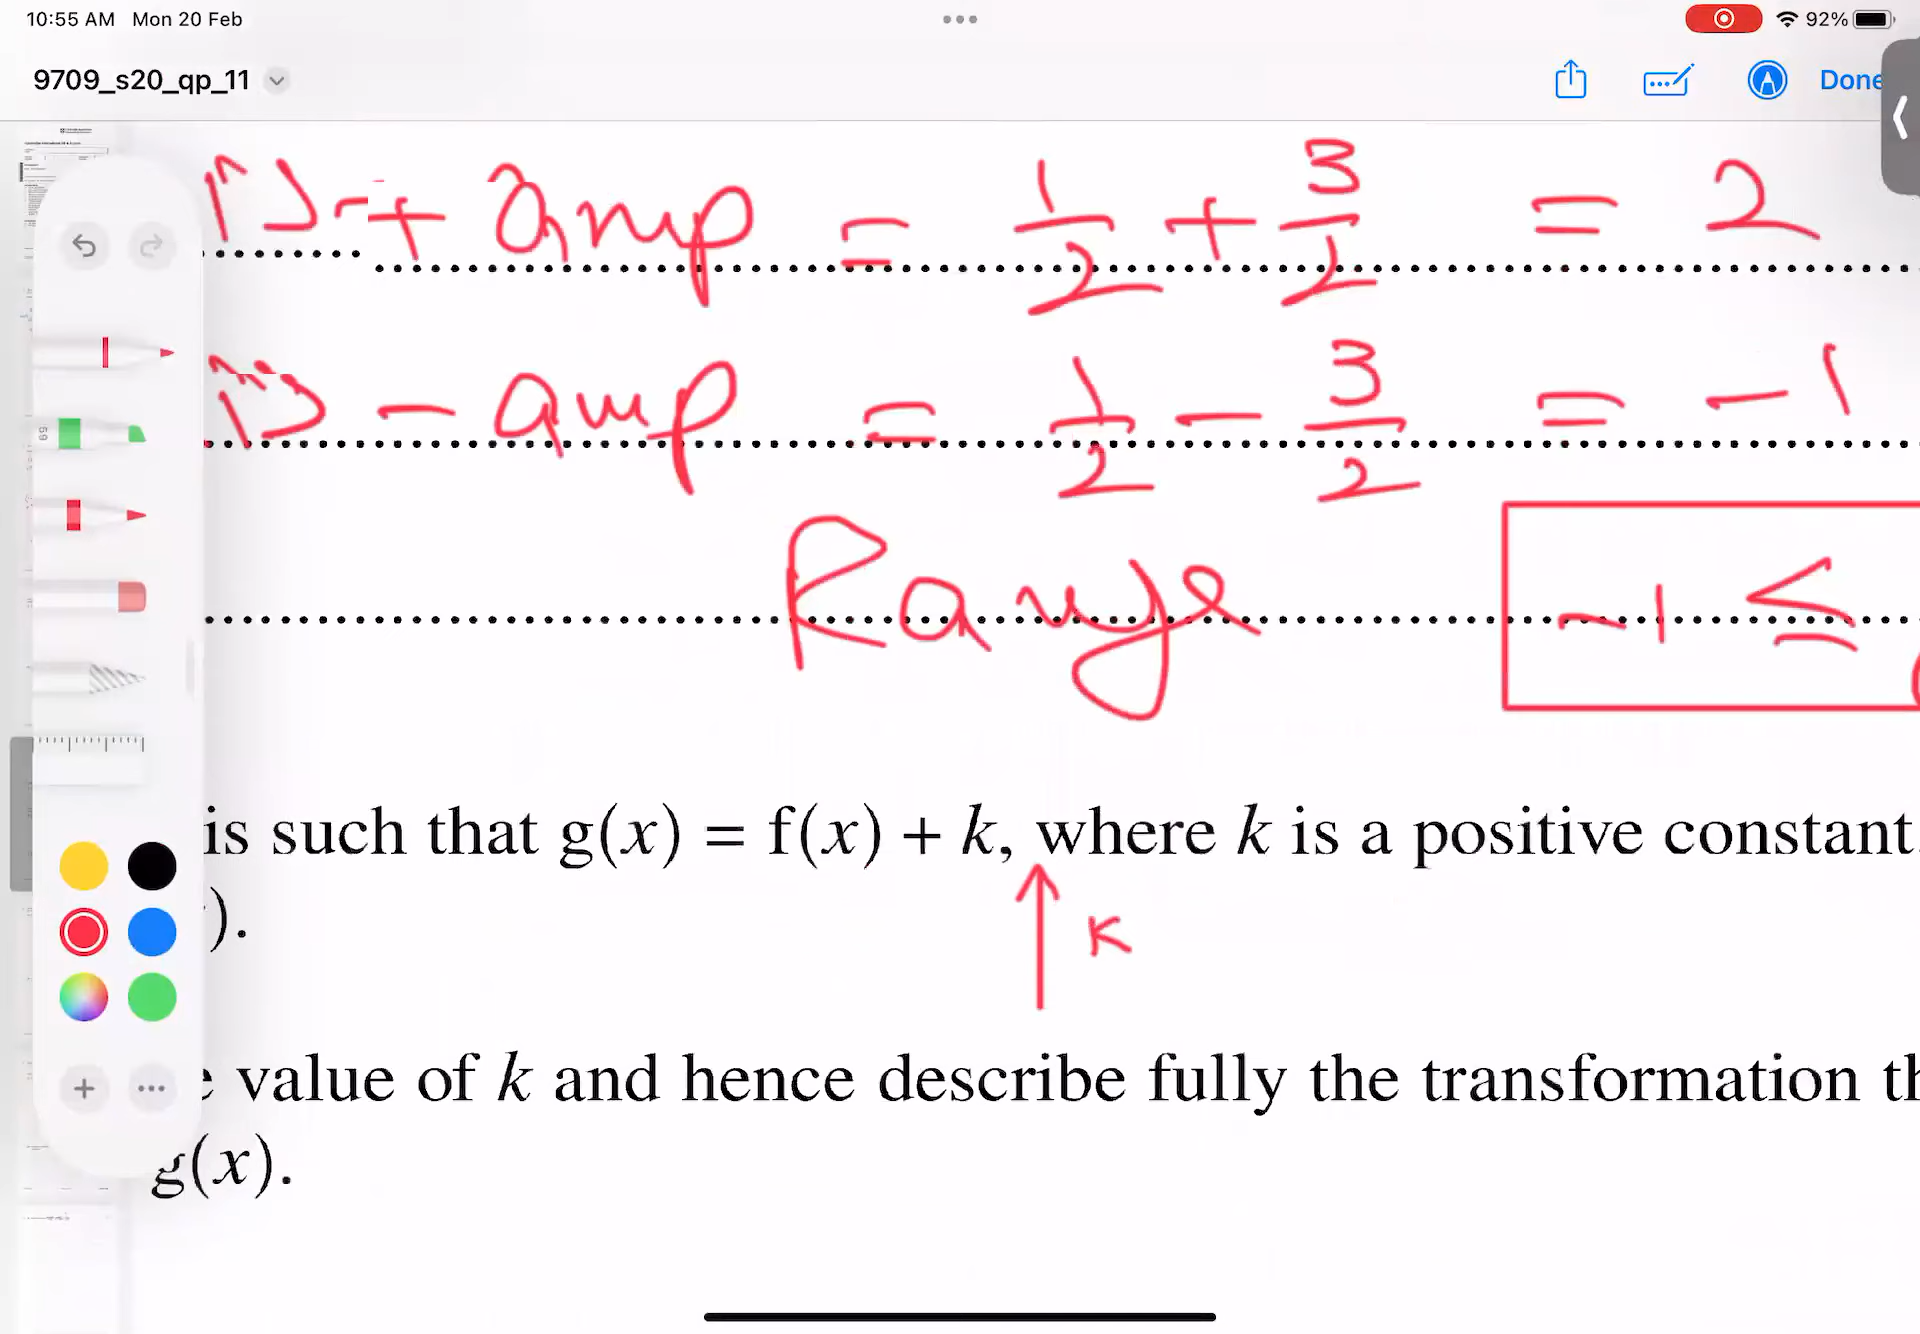 10:55 AM Mon 20 Feb
92%
9709_s20_qp_11
Done
+ amp = 1/2 + 3/2 = 2
- amp = 1/2 - 3/2 = -1
Range -1 ≤
is such that g(x) = f(x) + k, where k is a positive constant.
).
K
value of k and hence describe fully the transformation th
g(x).
59